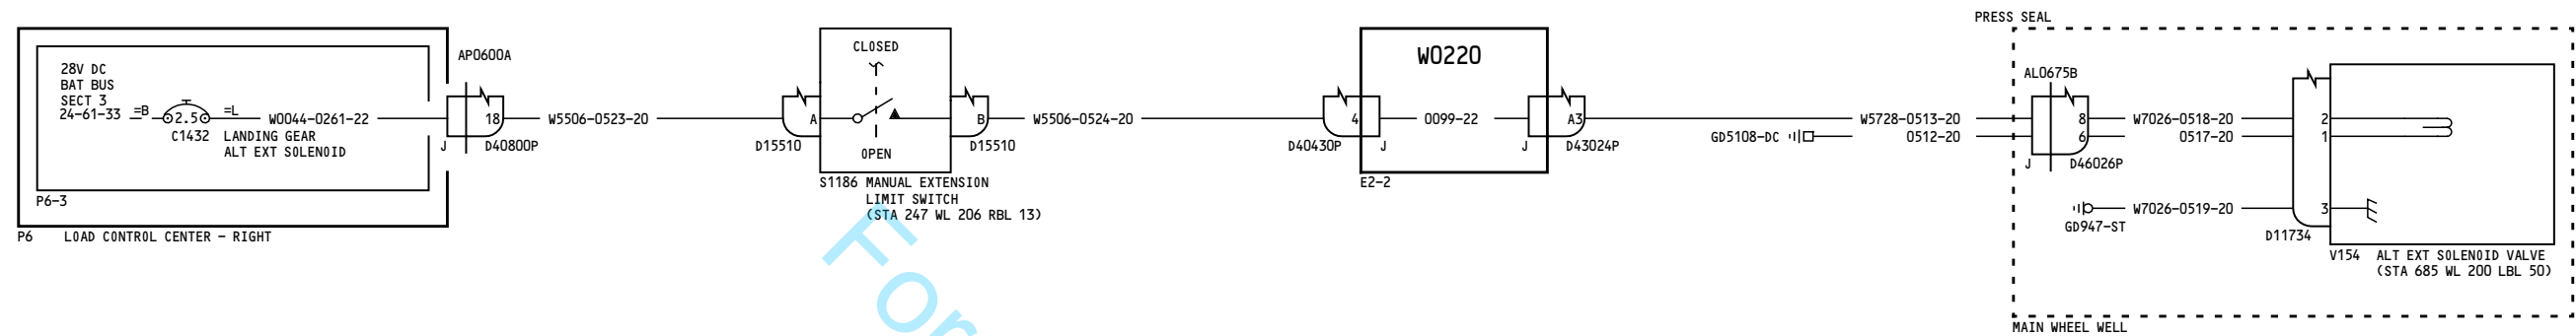 28V DC
BAT BUS
SECT 3
24-61-33
=B
2.5
=L
C1432
LANDING GEAR
ALT EXT SOLENOID
W0044-0261-22
P6-3
P6
LOAD CONTROL CENTER - RIGHT
AP0600A
18
J
D40800P
W5506-0523-20
CLOSED
A
B
D15510
OPEN
D15510
S1186 MANUAL EXTENSION
LIMIT SWITCH
(STA 247 WL 206 RBL 13)
W5506-0524-20
W0220
4
0099-22
A3
D40430P
J
J
D43024P
E2-2
GD5108-DC
W5728-0513-20
0512-20
PRESS SEAL
AL0675B
8
6
J
D46026P
W7026-0518-20
0517-20
2
1
GD947-ST
W7026-0519-20
3
D11734
V154
ALT EXT SOLENOID VALVE
(STA 685 WL 200 LBL 50)
MAIN WHEEL WELL
For